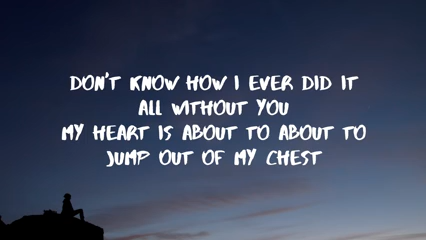 DON'T KNOW HOW I EVER DID IT
ALL WITHOUT YOU
MY HEART IS ABOUT TO ABOUT TO
JUMP OUT OF MY CHEST